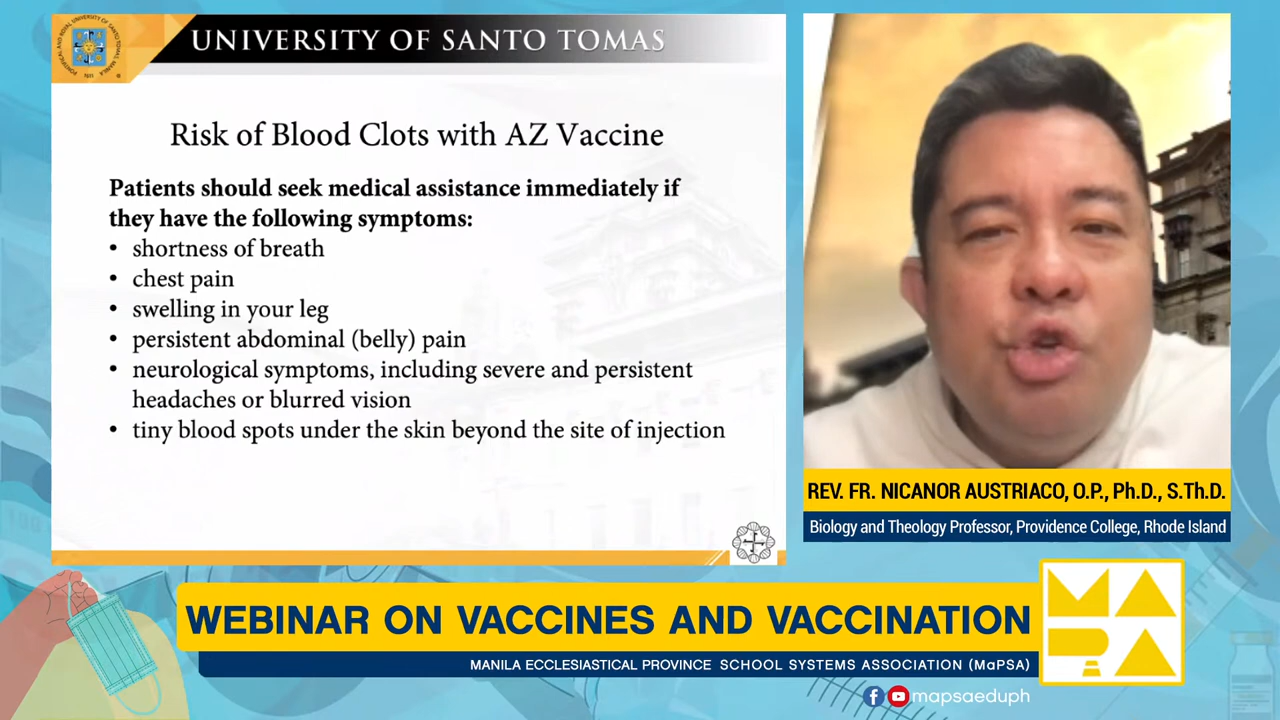 UNIVERSITY OF SANTO TOMAS
Risk of Blood Clots with AZ Vaccine
Patients should seek medical assistance immediately if
they have the following symptoms:
• shortness of breath
• chest pain
• swelling in your leg
• persistent abdominal (belly) pain
• neurological symptoms, including severe and persistent
headaches or blurred vision
• tiny blood spots under the skin beyond the site of injection
REV. FR. NICANOR AUSTRIACO, O.P., Ph.D., S.Th.D.
Biology and Theology Professor, Providence College, Rhode Island
WEBINAR ON VACCINES AND VACCINATION
MANILA ECCLESIASTICAL PROVINCE SCHOOL SYSTEMS ASSOCIATION (MaPSA)
MAPA
mapsaeduph